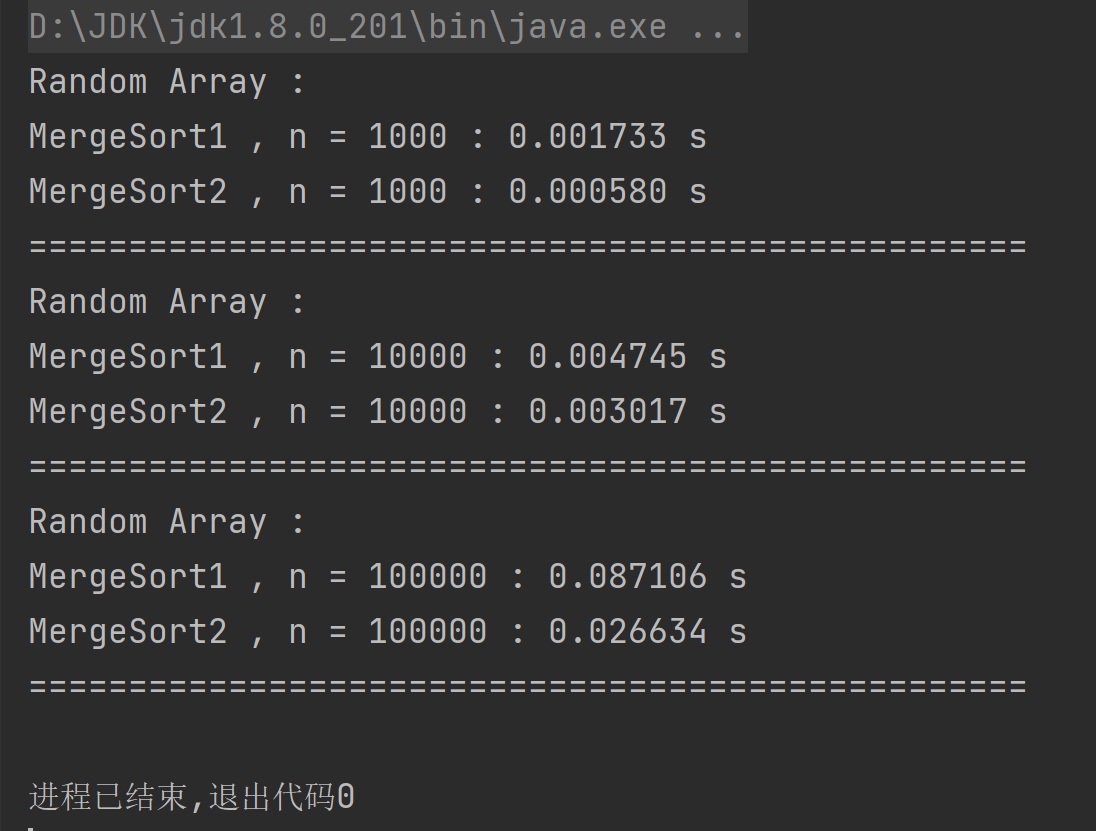 D:\JDK\jdk1.8.0_201\bin\java.exe ...
Random Array :
MergeSort1 , n = 1000 : 0.001733 s
MergeSort2 , n = 1000 : 0.000580 s
==================================================
Random Array :
MergeSort1 , n = 10000 : 0.004745 s
MergeSort2 , n = 10000 : 0.003017 s
==================================================
Random Array :
MergeSort1 , n = 100000 : 0.087106 s
MergeSort2 , n = 100000 : 0.026634 s
==================================================
进程已结束,退出代码0